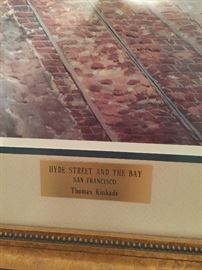 HYDE STREET AND THE BAY
SAN FRANCISCO
Thomas Kinkade